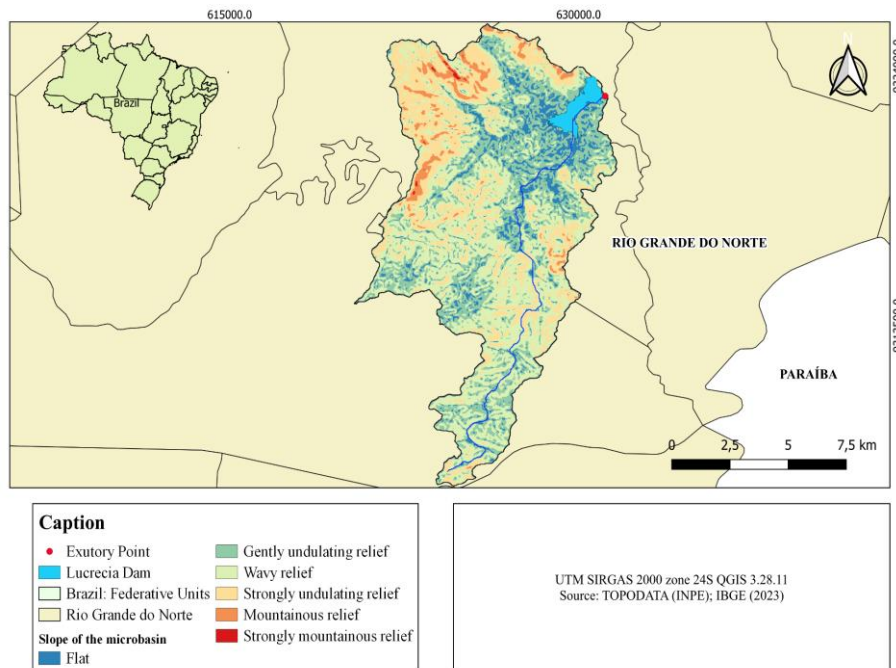 615000.0 630000.0
N
Brazil
RIO GRANDE DO NORTE
PARAÍBA
0 2,5 5 7,5 km
Caption
Exutory Point
Lucrecia Dam
Brazil: Federative Units
Rio Grande do Norte
Slope of the microbasin
Flat
Gently undulating relief
Wavy relief
Strongly undulating relief
Mountainous relief
Strongly mountainous relief
UTM SIRGAS 2000 zone 24S QGIS 3.28.11
Source: TOPODATA (INPE); IBGE (2023)